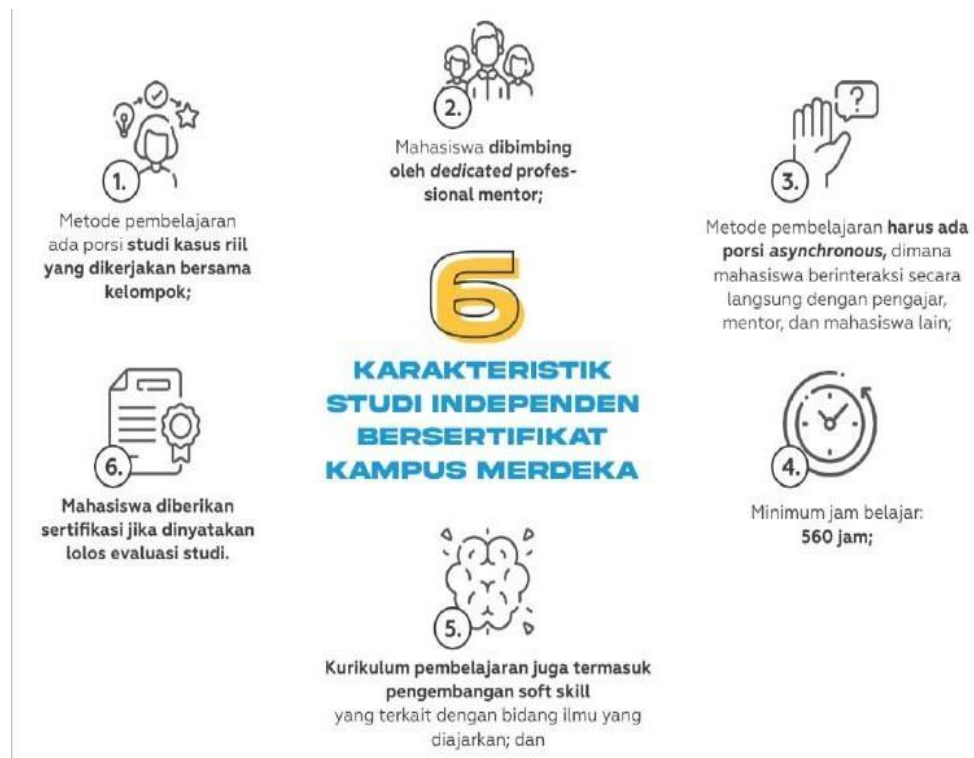 6
KARAKTERISTIK
STUDI INDEPENDEN
BERSERTIFIKAT
KAMPUS MERDEKA
1.
Metode pembelajaran
ada porsi studi kasus riil
yang dikerjakan bersama
kelompok;
2.
Mahasiswa dibimbing
oleh dedicated profes-
sional mentor;
?
3.
Metode pembelajaran harus ada
porsi asynchronous, dimana
mahasiswa berinteraksi secara
langsung dengan pengajar,
mentor, dan mahasiswa lain;
4.
Minimum jam belajar:
560 jam;
5.
Kurikulum pembelajaran juga termasuk
pengembangan soft skill
yang terkait dengan bidang ilmu yang
diajarkan; dan
6.
Mahasiswa diberikan
sertifikasi jika dinyatakan
lolos evaluasi studi.